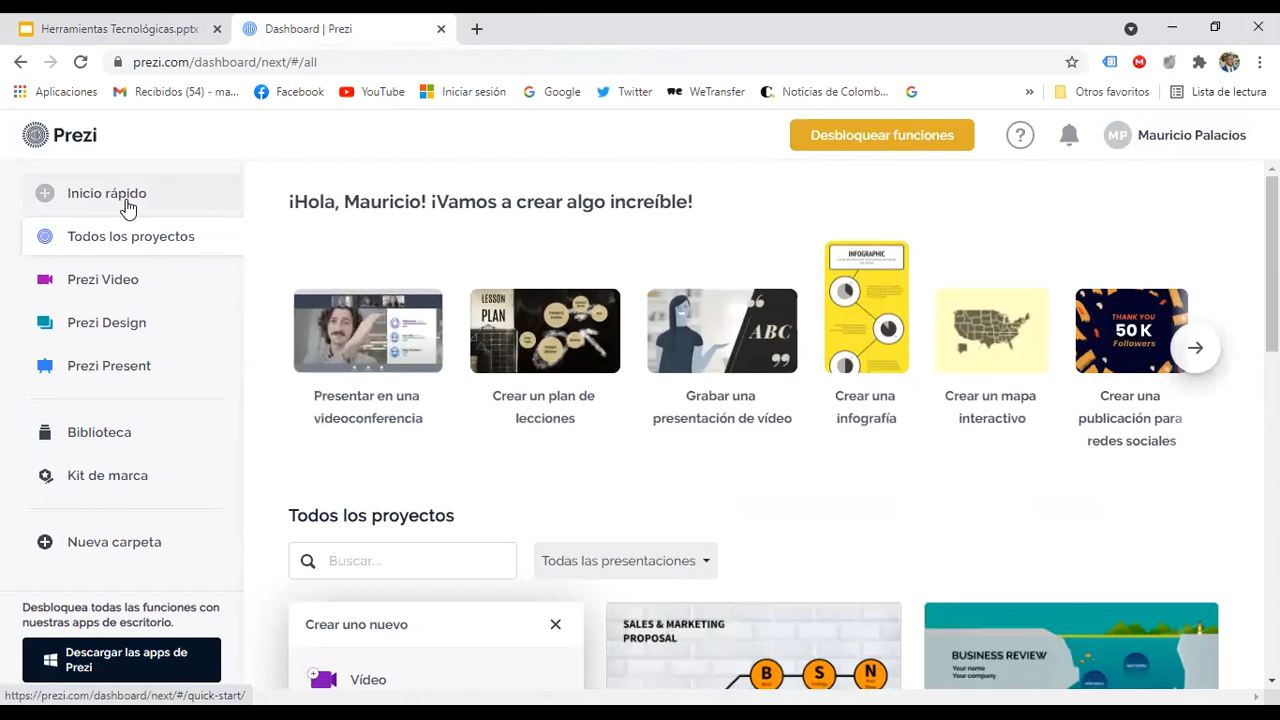 Herramientas Tecnológicas.pptx
Dashboard | Prezi
prezi.com/dashboard/next/#/all
Aplicaciones
Recibidos (54) - ma...
Facebook
YouTube
Iniciar sesión
Google
Twitter
WeTransfer
Noticias de Colomb...
Otros favoritos
Lista de lectura
Prezi
Desbloquear funciones
?
MP
Mauricio Palacios
Inicio rápido
Todos los proyectos
Prezi Video
Prezi Design
Prezi Present
Biblioteca
Kit de marca
Nueva carpeta
Desbloquea todas las funciones con
nuestras apps de escritorio.
Descargar las apps de
Prezi
https://prezi.com/dashboard/next/#/quick-start/
¡Hola, Mauricio! ¡Vamos a crear algo increíble!
LESSON
PLAN
ABC
INFOGRAPHIC
THANK YOU
50 K
Followers
Presentar en una
videoconferencia
Crear un plan de
lecciones
Grabar una
presentación de vídeo
Crear una
infografía
Crear un mapa
interactivo
Crear una
publicación para
redes sociales
Todos los proyectos
Buscar...
Todas las presentaciones
Crear uno nuevo
Vídeo
SALES & MARKETING
PROPOSAL
B
S
N
BUSINESS REVIEW
Your name
Your company